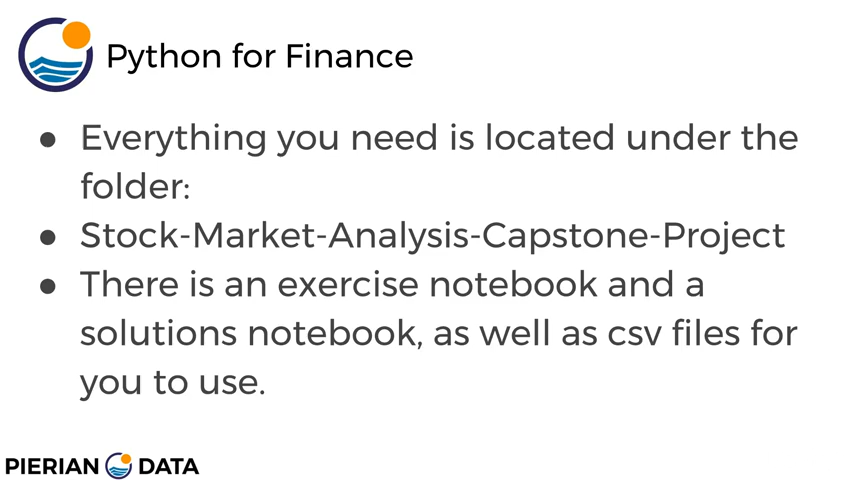 Python for Finance
● Everything you need is located under the
folder:
● Stock-Market-Analysis-Capstone-Project
● There is an exercise notebook and a
solutions notebook, as well as csv files for
you to use.
PIERIAN DATA